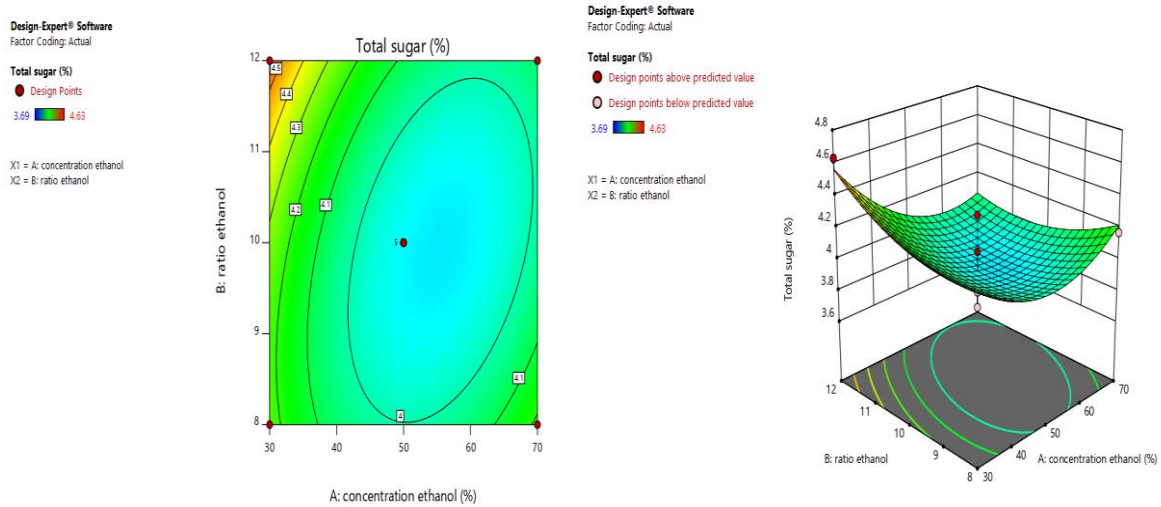 Design-Expert® Software
Factor Coding: Actual
Total sugar (%)
Design Points
3.69 4.63
X1 = A: concentration ethanol
X2 = B: ratio ethanol
Total sugar (%)
12
11
10
9
8
B: ratio ethanol
4.5
4.4
4.3
4.2
4.1
5
4.1
4
30 40 50 60 70
A: concentration ethanol (%)
Design-Expert® Software
Factor Coding: Actual
Total sugar (%)
Design points above predicted value
Design points below predicted value
3.69 4.63
X1 = A: concentration ethanol
X2 = B: ratio ethanol
4.8
4.6
4.4
4.2
4
3.8
3.6
Total sugar (%)
12
11
10
9
8
B: ratio ethanol
30
40
50
60
70
A: concentration ethanol (%)